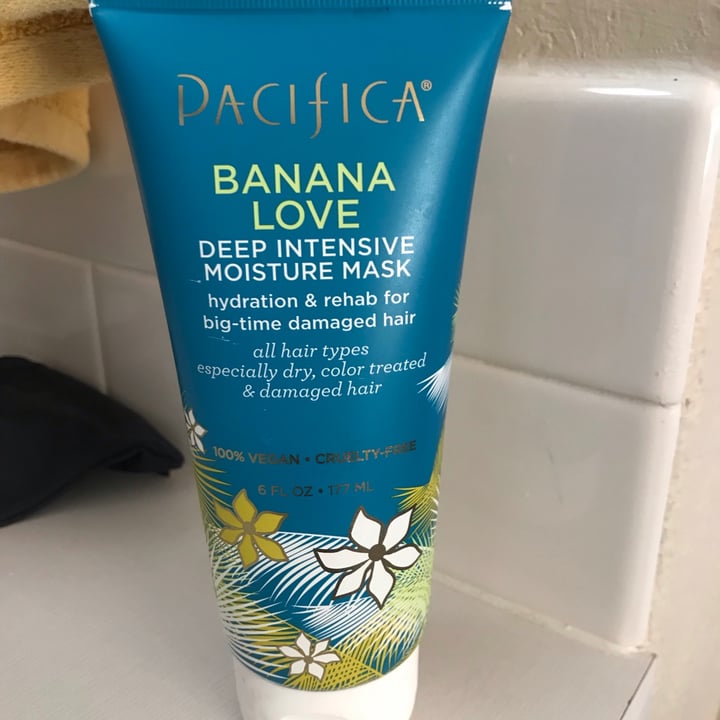 PACIFICA®
BANANA
LOVE
DEEP INTENSIVE
MOISTURE MASK
hydration & rehab for
big-time damaged hair
all hair types
especially dry, color treated
& damaged hair
100% VEGAN • CRUELTY-FREE
6 FL OZ • 177 ML